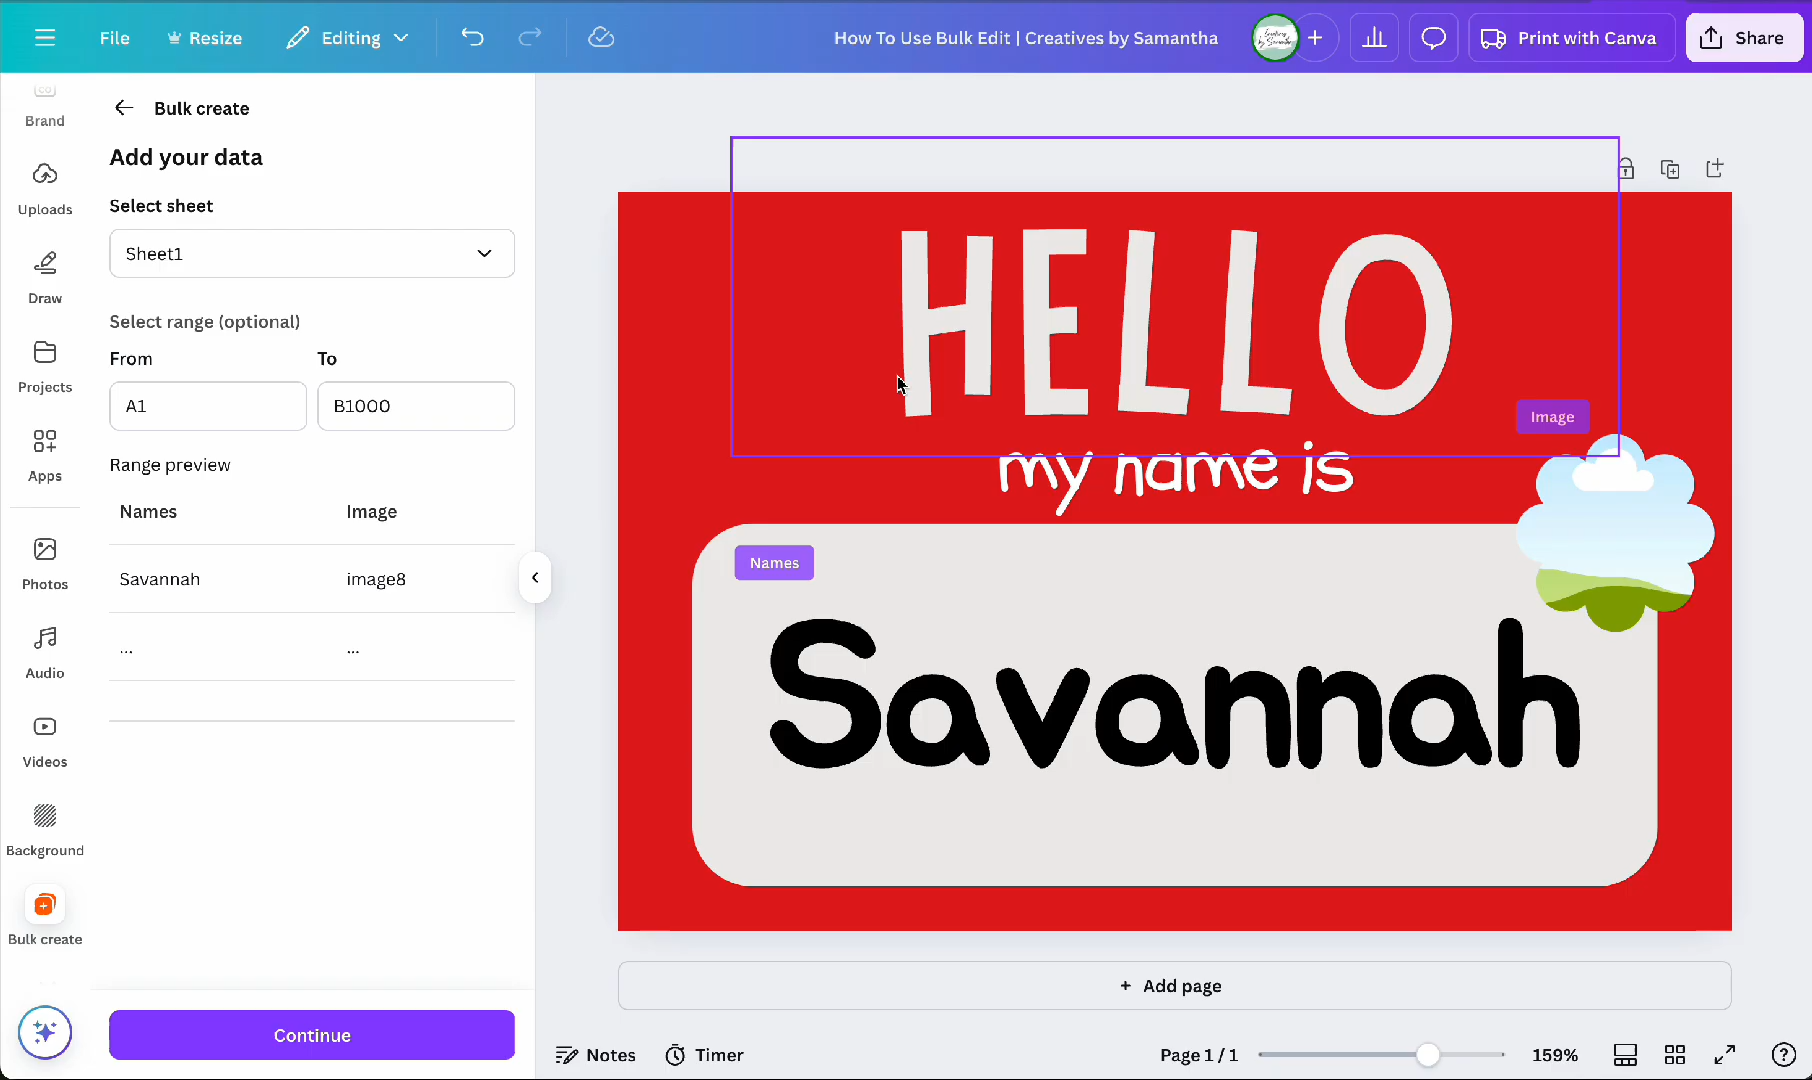 File
Resize
Editing
How To Use Bulk Edit | Creatives by Samantha
Print with Canva
Share
Brand
Uploads
Draw
Projects
Apps
Photos
Audio
Videos
Background
Bulk create
Bulk create
Add your data
Select sheet
Sheet1
Select range (optional)
From To
A1 B1000
Range preview
Names Image
Savannah image8
... ...
Continue
HELLO
my name is
Image
Names
Savannah
+ Add page
Notes
Timer
Page 1 / 1
159%